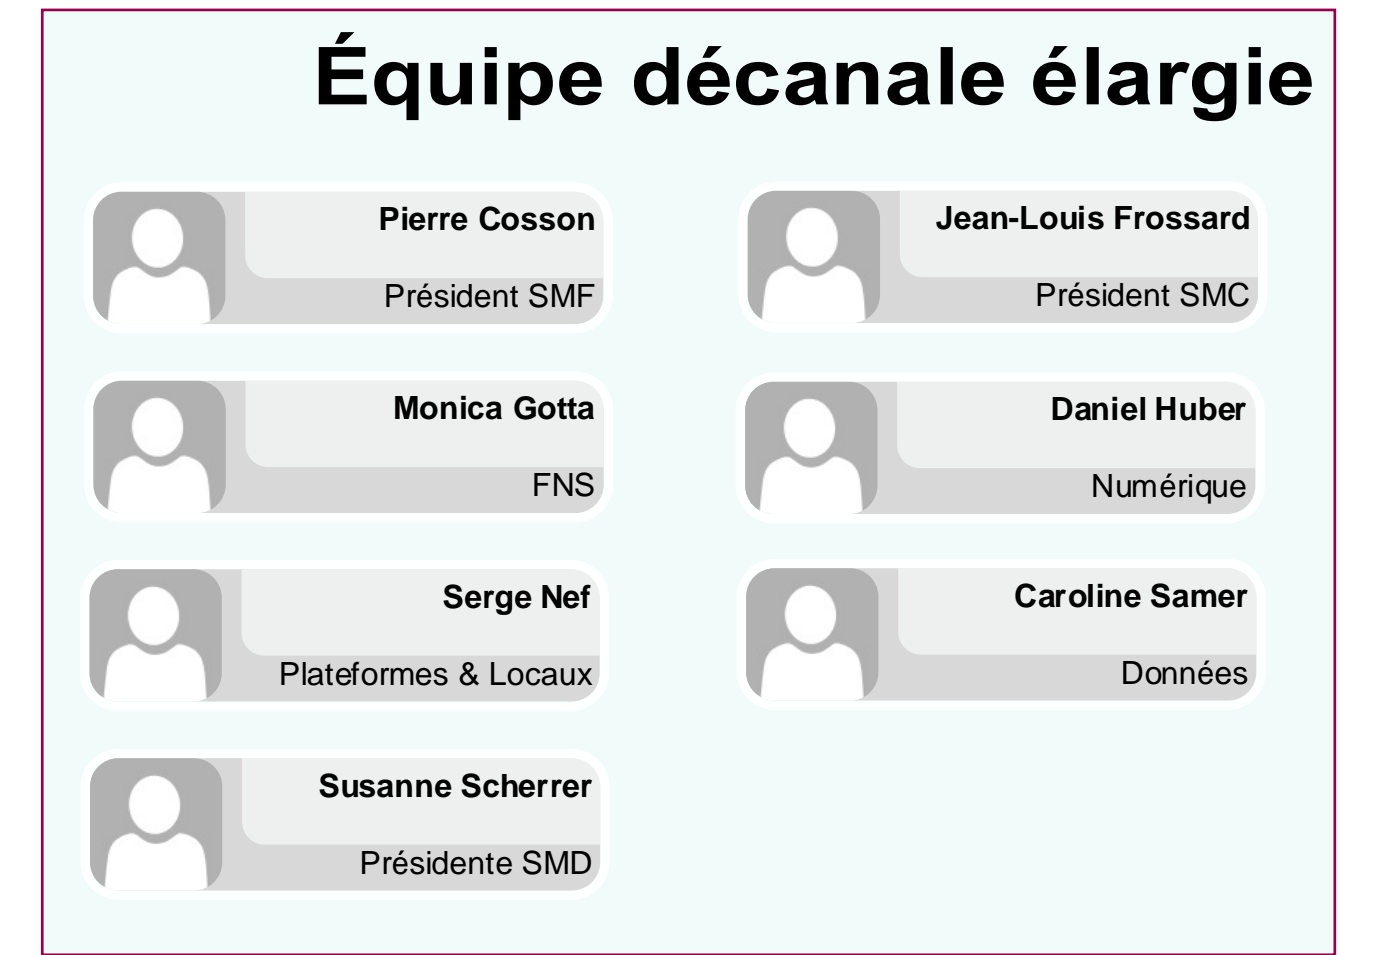 Équipe décanale élargie
Pierre Cosson
Président SMF
Jean-Louis Frossard
Président SMC
Monica Gotta
FNS
Daniel Huber
Numérique
Serge Nef
Plateformes & Locaux
Caroline Samer
Données
Susanne Scherrer
Présidente SMD